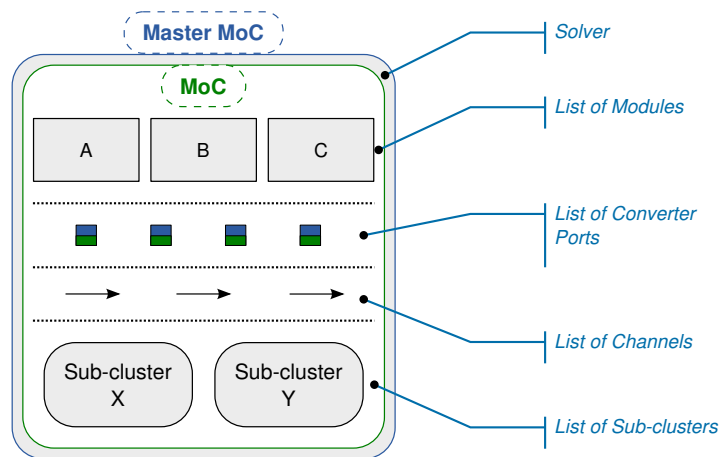 Master MoC
Solver
MoC
List of Modules
A
B
C
List of Converter
Ports
List of Channels
Sub-cluster
X
Sub-cluster
Y
List of Sub-clusters